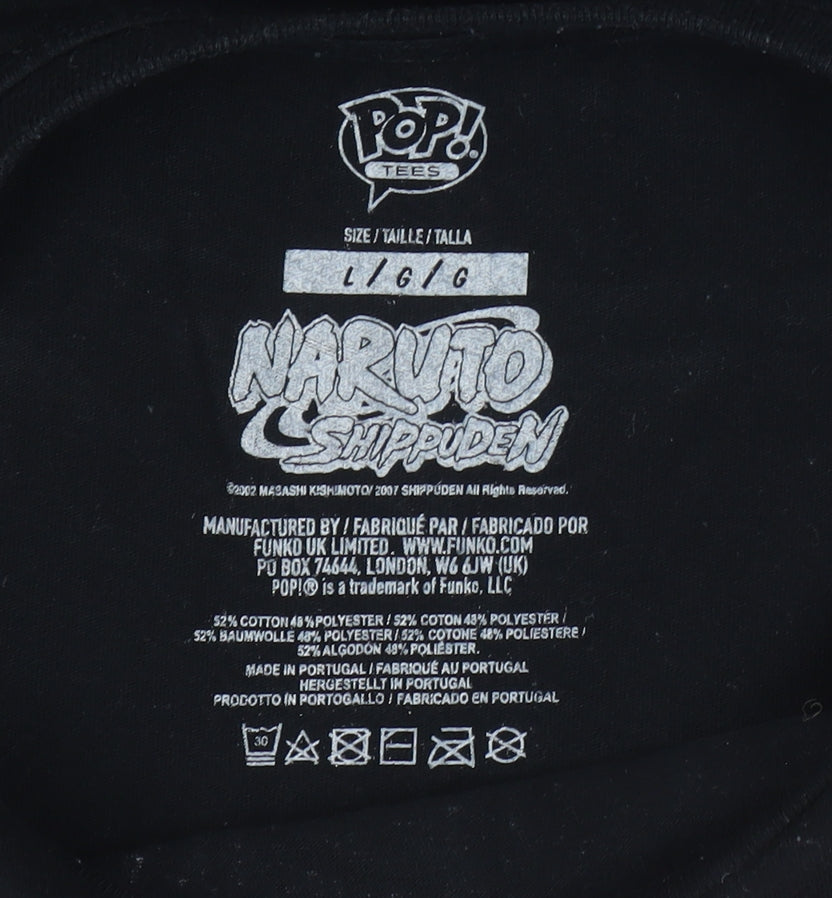 POP!
TEES
SIZE / TAILLE / TALLA
L / G / G
NARUTO
SHIPPUDEN
©2002 MASASHI KISHIMOTO/ 2007 SHIPPUDEN All Rights Reserved.
MANUFACTURED BY / FABRIQUÉ PAR / FABRICADO POR
FUNKO UK LIMITED. WWW.FUNKO.COM
PO BOX 74644, LONDON, W6 6JW (UK)
POP!® is a trademark of Funko, LLC
52% COTTON 48%POLYESTER / 52% COTON 48% POLYESTER /
52% BAUMWOLLE 48% POLYESTER / 52% COTONE 48% POLIESTERE /
52% ALGODÓN 48% POLIÉSTER.
MADE IN PORTUGAL / FABRIQUÉ AU PORTUGAL
HERGESTELLT IN PORTUGAL
PRODOTTO IN PORTOGALLO / FABRICADO EN PORTUGAL
30